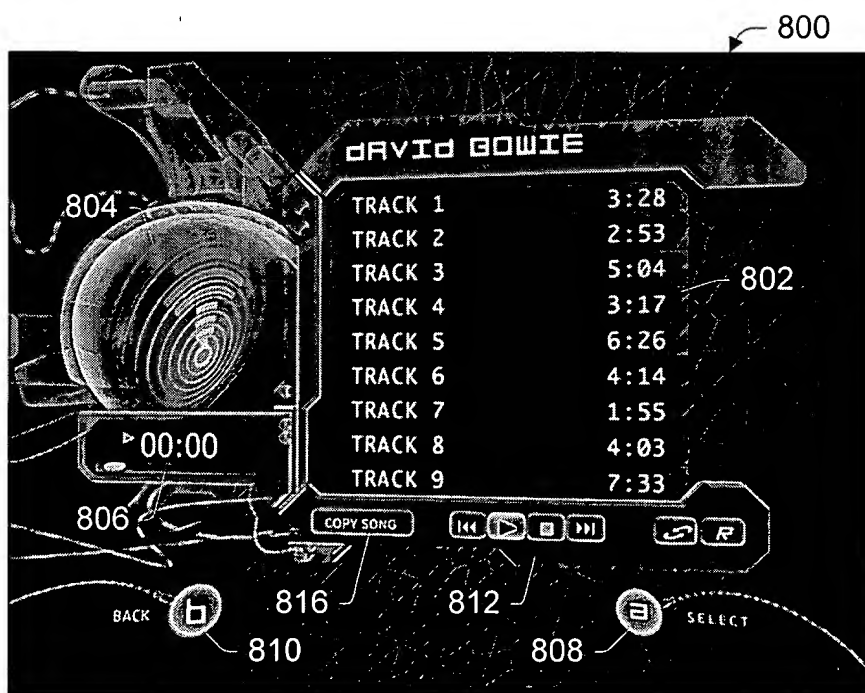 800
dAVId BOWIE
804
TRACK 1 3:28
TRACK 2 2:53
TRACK 3 5:04
802
TRACK 4 3:17
TRACK 5 6:26
TRACK 6 4:14
TRACK 7 1:55
TRACK 8 4:03
TRACK 9 7:33
00:00
806
COPY SONG
R
816
812
BACK
b
a
SELECT
810
808